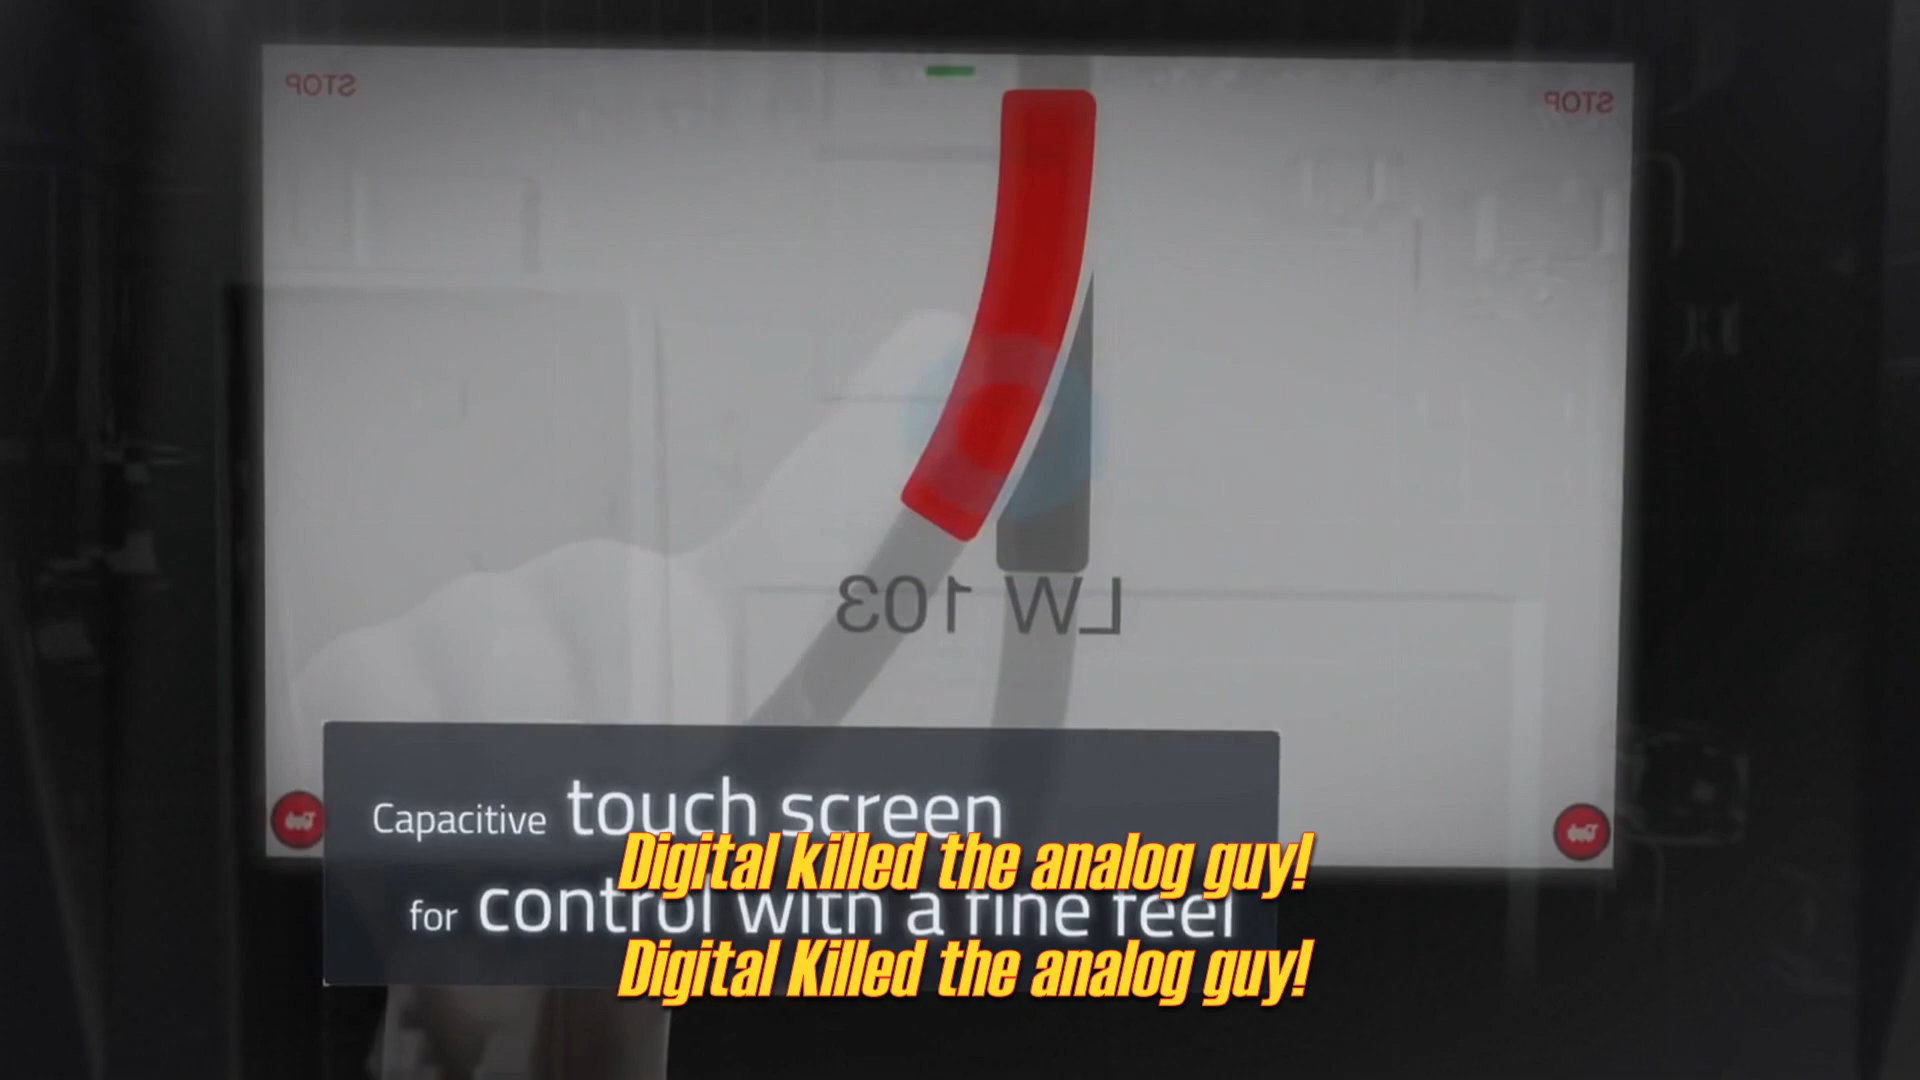 STOP
STOP
LW 103
Capacitive touch screen
Digital killed the analog guy!
for control with a fine feel
Digital Killed the analog guy!